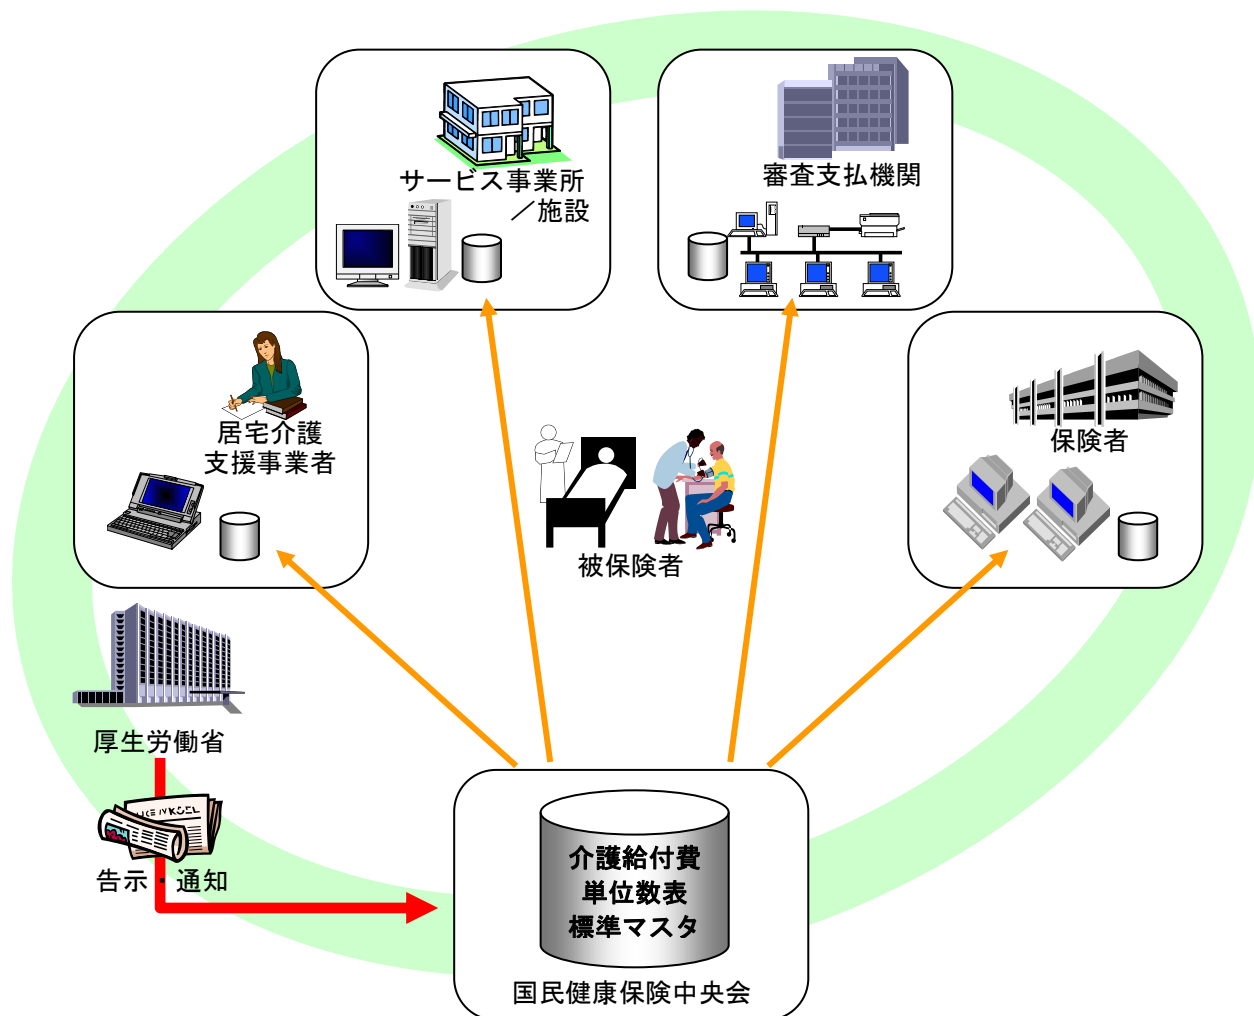 サービス事業所
／施設
審査支払機関
居宅介護
支援事業者
保険者
被保険者
厚生労働省
告示・通知
介護給付費
単位数表
標準マスタ
国民健康保険中央会